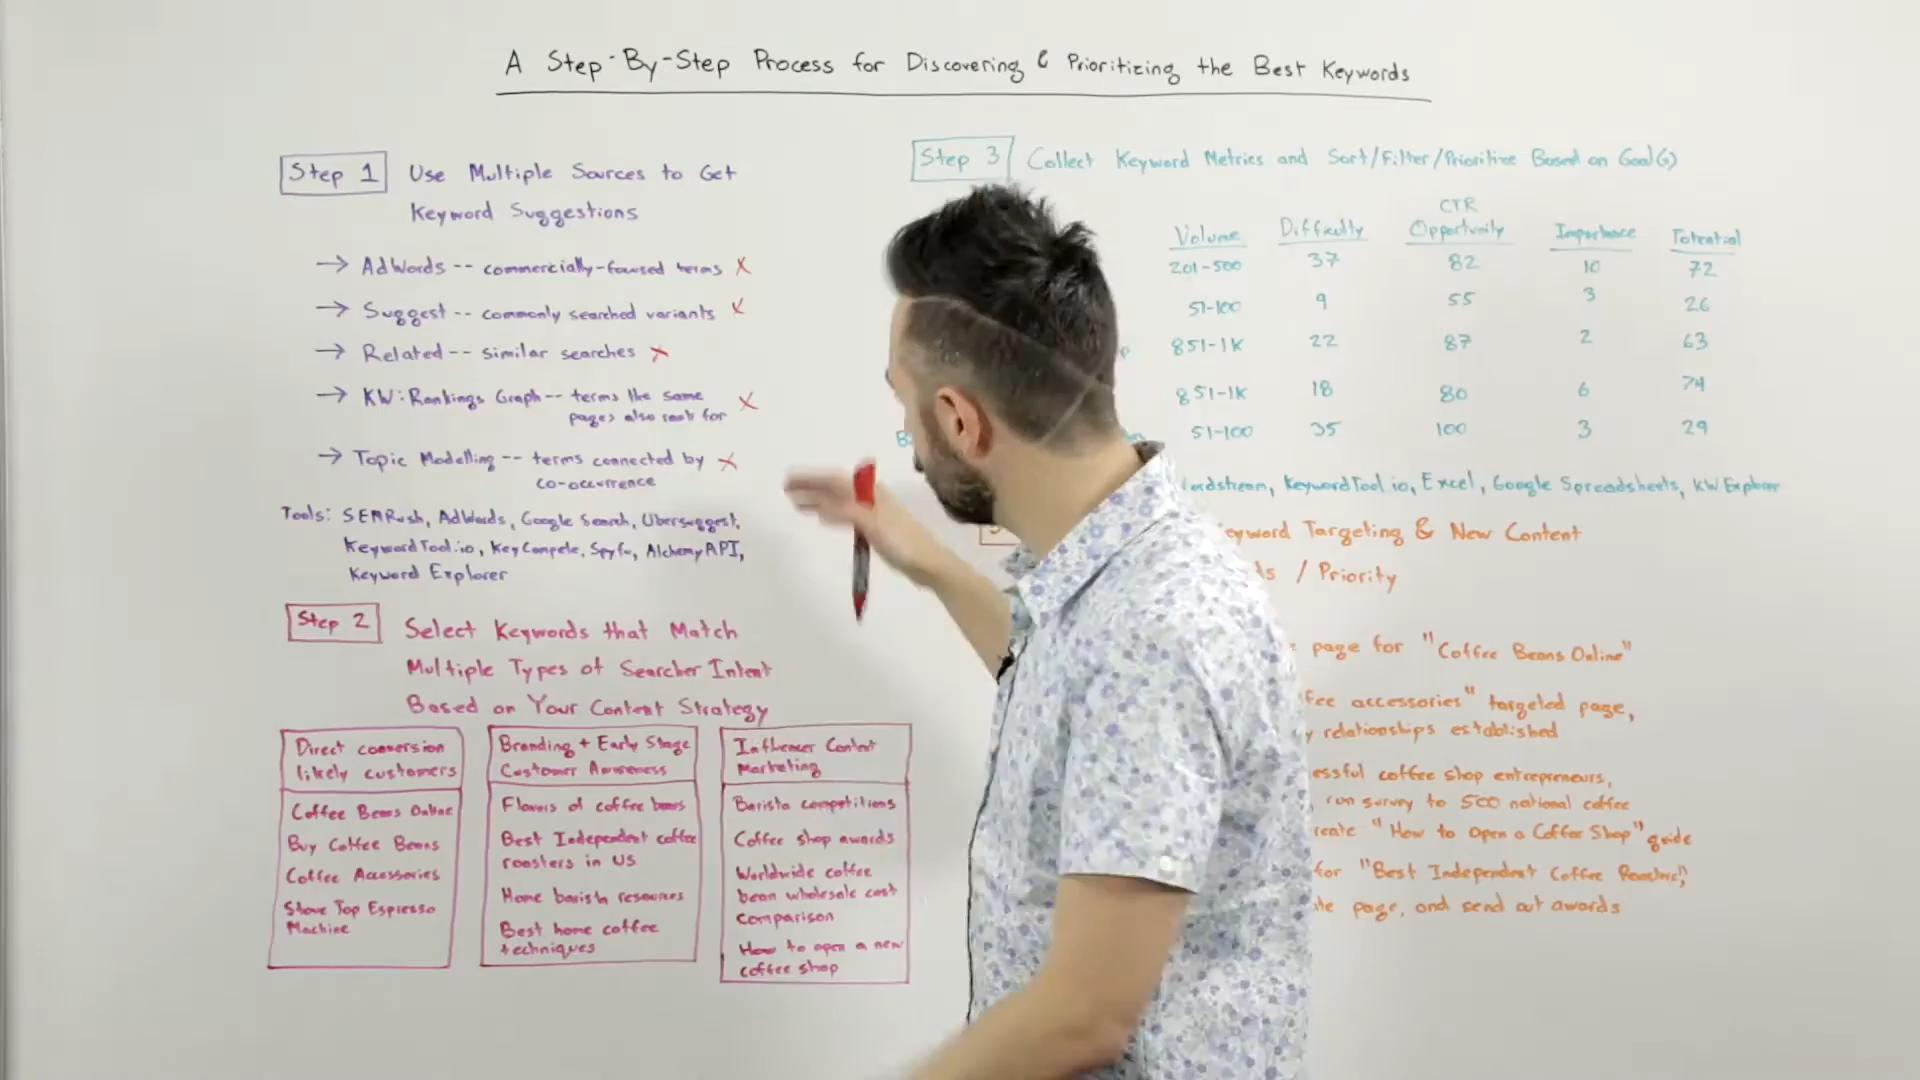 A Step-By-Step Process for Discovering & Prioritizing the Best Keywords
Step 1 Use Multiple Sources to Get
Keyword Suggestions
→ AdWords -- commercially-focused terms X
→ Suggest -- commonly searched variants X
→ Related -- similar searches X
→ KW:Rankings Graph -- terms the same X
pages also rank for
→ Topic Modelling -- terms connected by X
co-occurrence
Tools: SEMRush, AdWords, Google Search, Ubersuggest,
KeywordTool.io, KeyCompete, Spyfu, AlchemyAPI,
Keyword Explorer
Step 2 Select Keywords that Match
Multiple Types of Searcher Intent
Based on Your Content Strategy
Direct conversion
likely customers
Coffee Beans Online
Buy Coffee Beans
Coffee Accessories
Stove Top Espresso
Machine
Branding + Early Stage
Customer Awareness
Flavors of coffee beans
Best Independent coffee
roasters in US
Home barista resources
Best home coffee
techniques
Influencer Content
Marketing
Barista competitions
Coffee shop awards
Worldwide coffee
bean wholesale cost
comparison
How to open a new
coffee shop
Step 3 Collect Keyword Metrics and Sort/Filter/Prioritize Based on Goal(s)
Volume Difficulty CTR Opportunity Importance Potential
201-500 37 82 10 72
51-100 9 55 3 26
851-1K 22 87 2 63
851-1K 18 80 6 74
51-100 35 100 3 29
KeywordTool.io, Excel, Google Spreadsheets, KW Explorer
Targeting & New Content
/ Priority
page for "Coffee Beans Online"
accessories" targeted page,
relationships established
coffee shop entrepreneurs,
run survey to 500 national coffee
"How to open a Coffee Shop" guide
for "Best Independent Coffee Roasters",
page, and send out awards